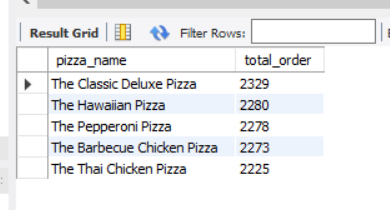 Result Grid Filter Rows:
pizza_name total_order
The Classic Deluxe Pizza 2329
The Hawaiian Pizza 2280
The Pepperoni Pizza 2278
The Barbecue Chicken Pizza 2273
The Thai Chicken Pizza 2225